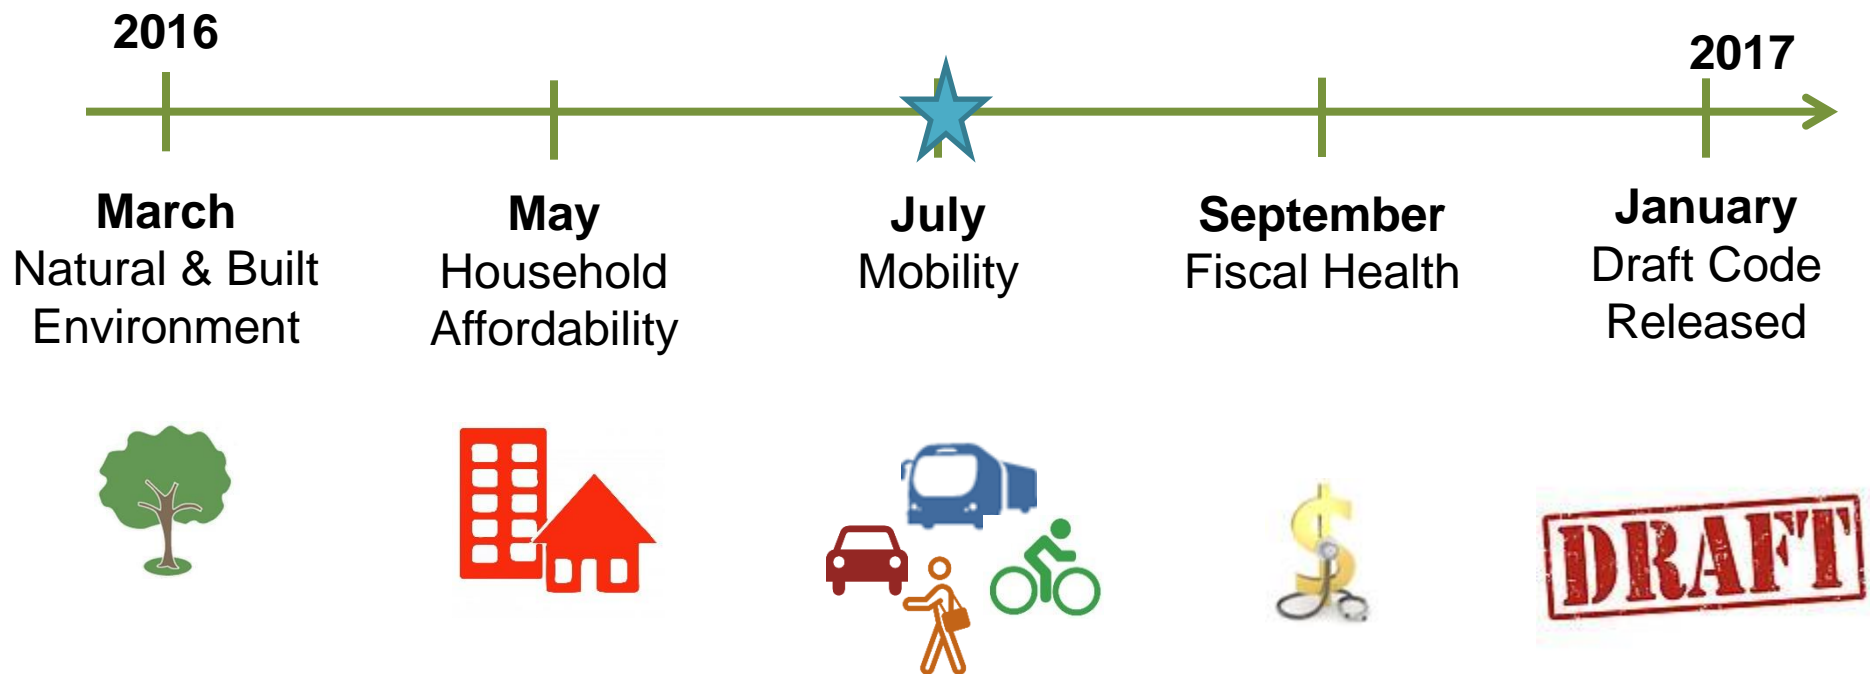 2016
2017
March
Natural & Built
Environment
May
Household
Affordability
July
Mobility
September
Fiscal Health
January
Draft Code
Released
$
DRAFT